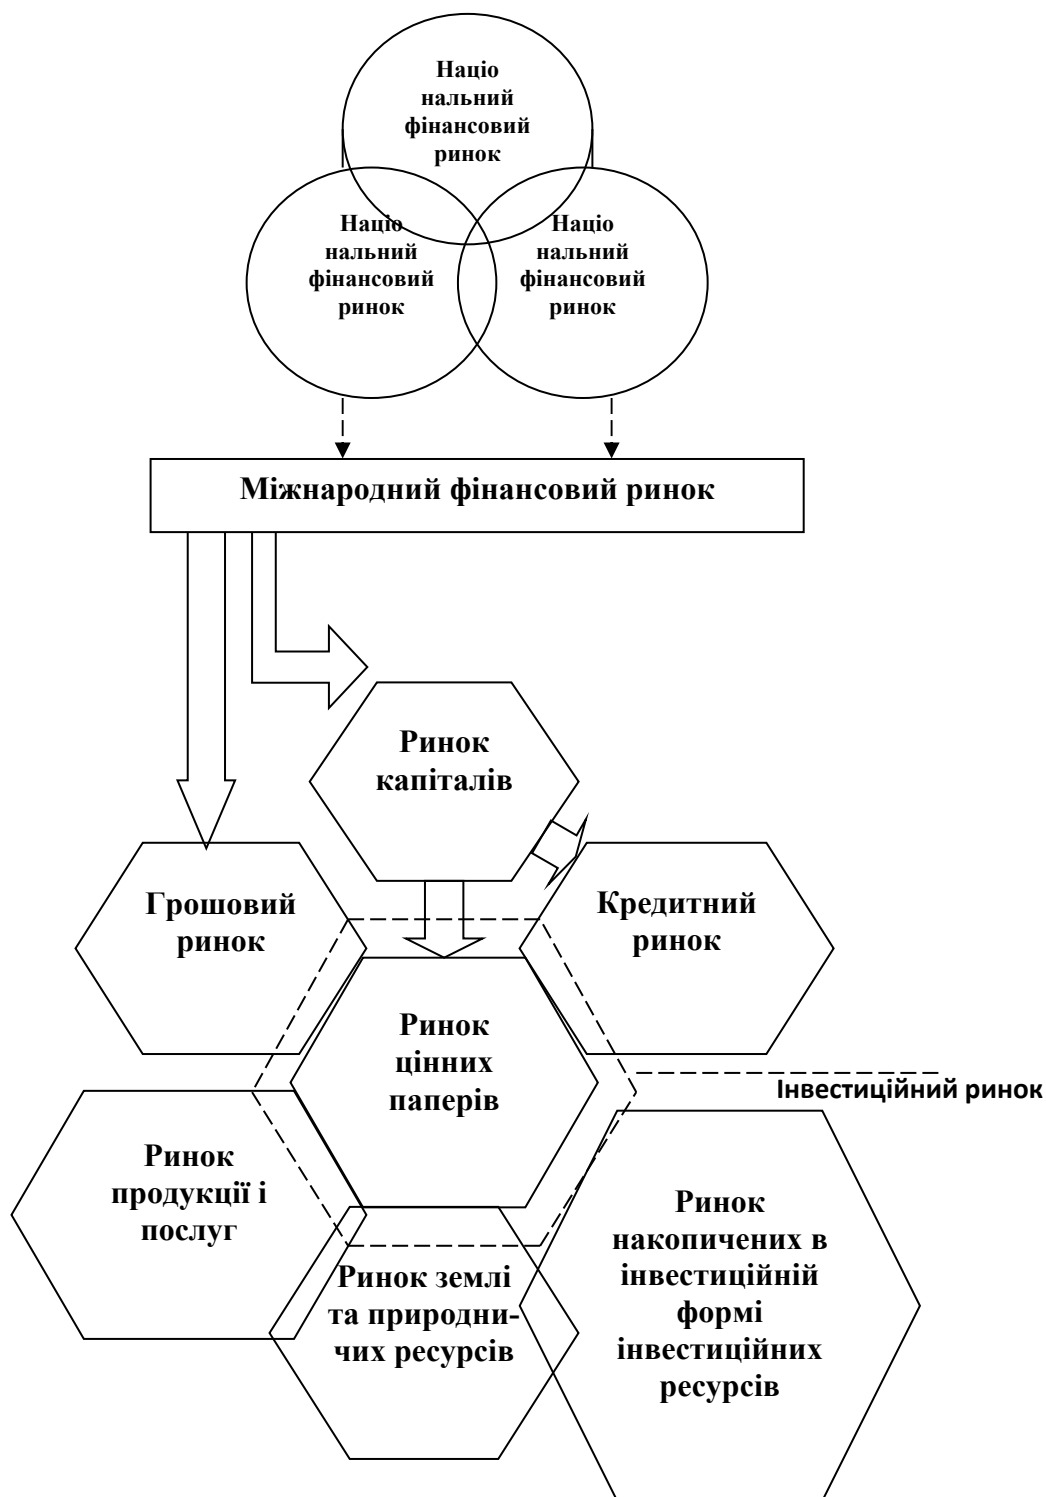 Націо
нальний
фінансовий
ринок
Націо
нальний
фінансовий
ринок
Націо
нальний
фінансовий
ринок
Міжнародний фінансовий ринок
Ринок
капіталів
Грошовий
ринок
Кредитний
ринок
Ринок
цінних
паперів
Інвестиційний ринок
Ринок
продукції і
послуг
Ринок землі
та природни-
чих ресурсів
Ринок
накопичених в
інвестиційній
формі
інвестиційних
ресурсів